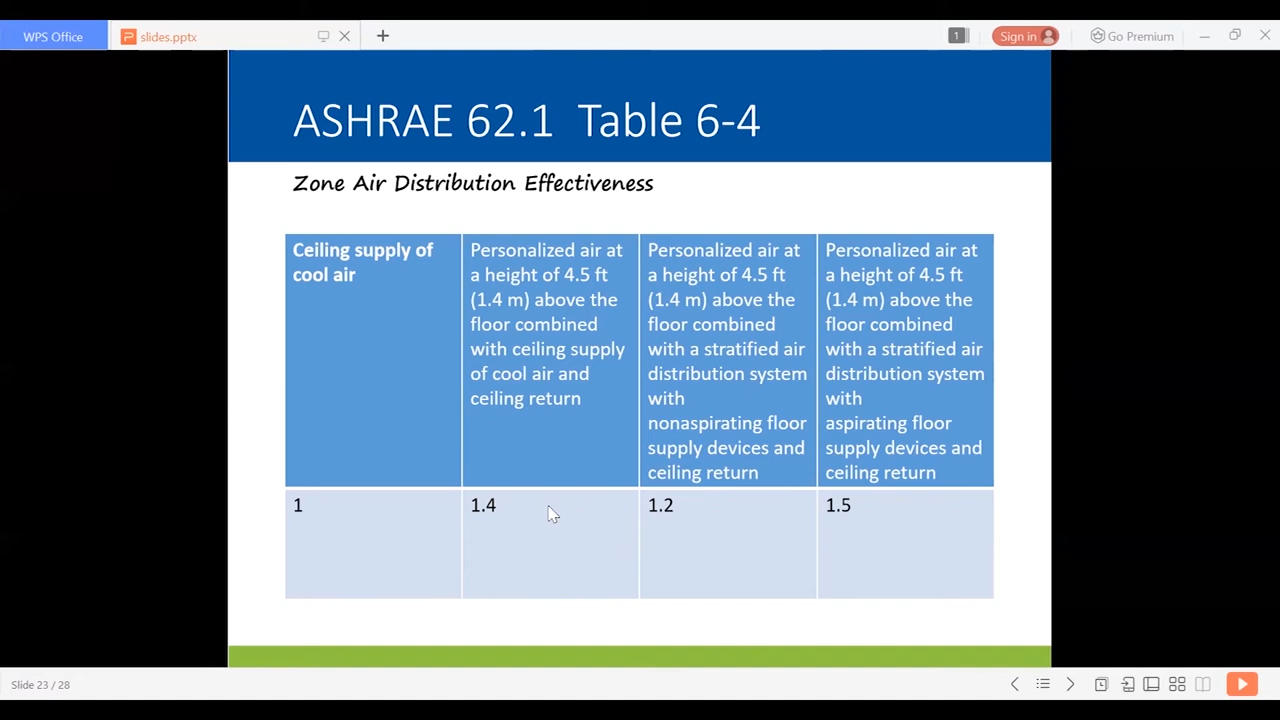 WPS Office
slides.pptx
1
Sign in
Go Premium
ASHRAE 62.1 Table 6-4
Zone Air Distribution Effectiveness
Ceiling supply of
cool air
Personalized air at
a height of 4.5 ft
(1.4 m) above the
floor combined
with ceiling supply
of cool air and
ceiling return
Personalized air at
a height of 4.5 ft
(1.4 m) above the
floor combined
with a stratified air
distribution system
with
nonaspirating floor
supply devices and
ceiling return
Personalized air at
a height of 4.5 ft
(1.4 m) above the
floor combined
with a stratified air
distribution system
with
aspirating floor
supply devices and
ceiling return
1
1.4
1.2
1.5
Slide 23 / 28